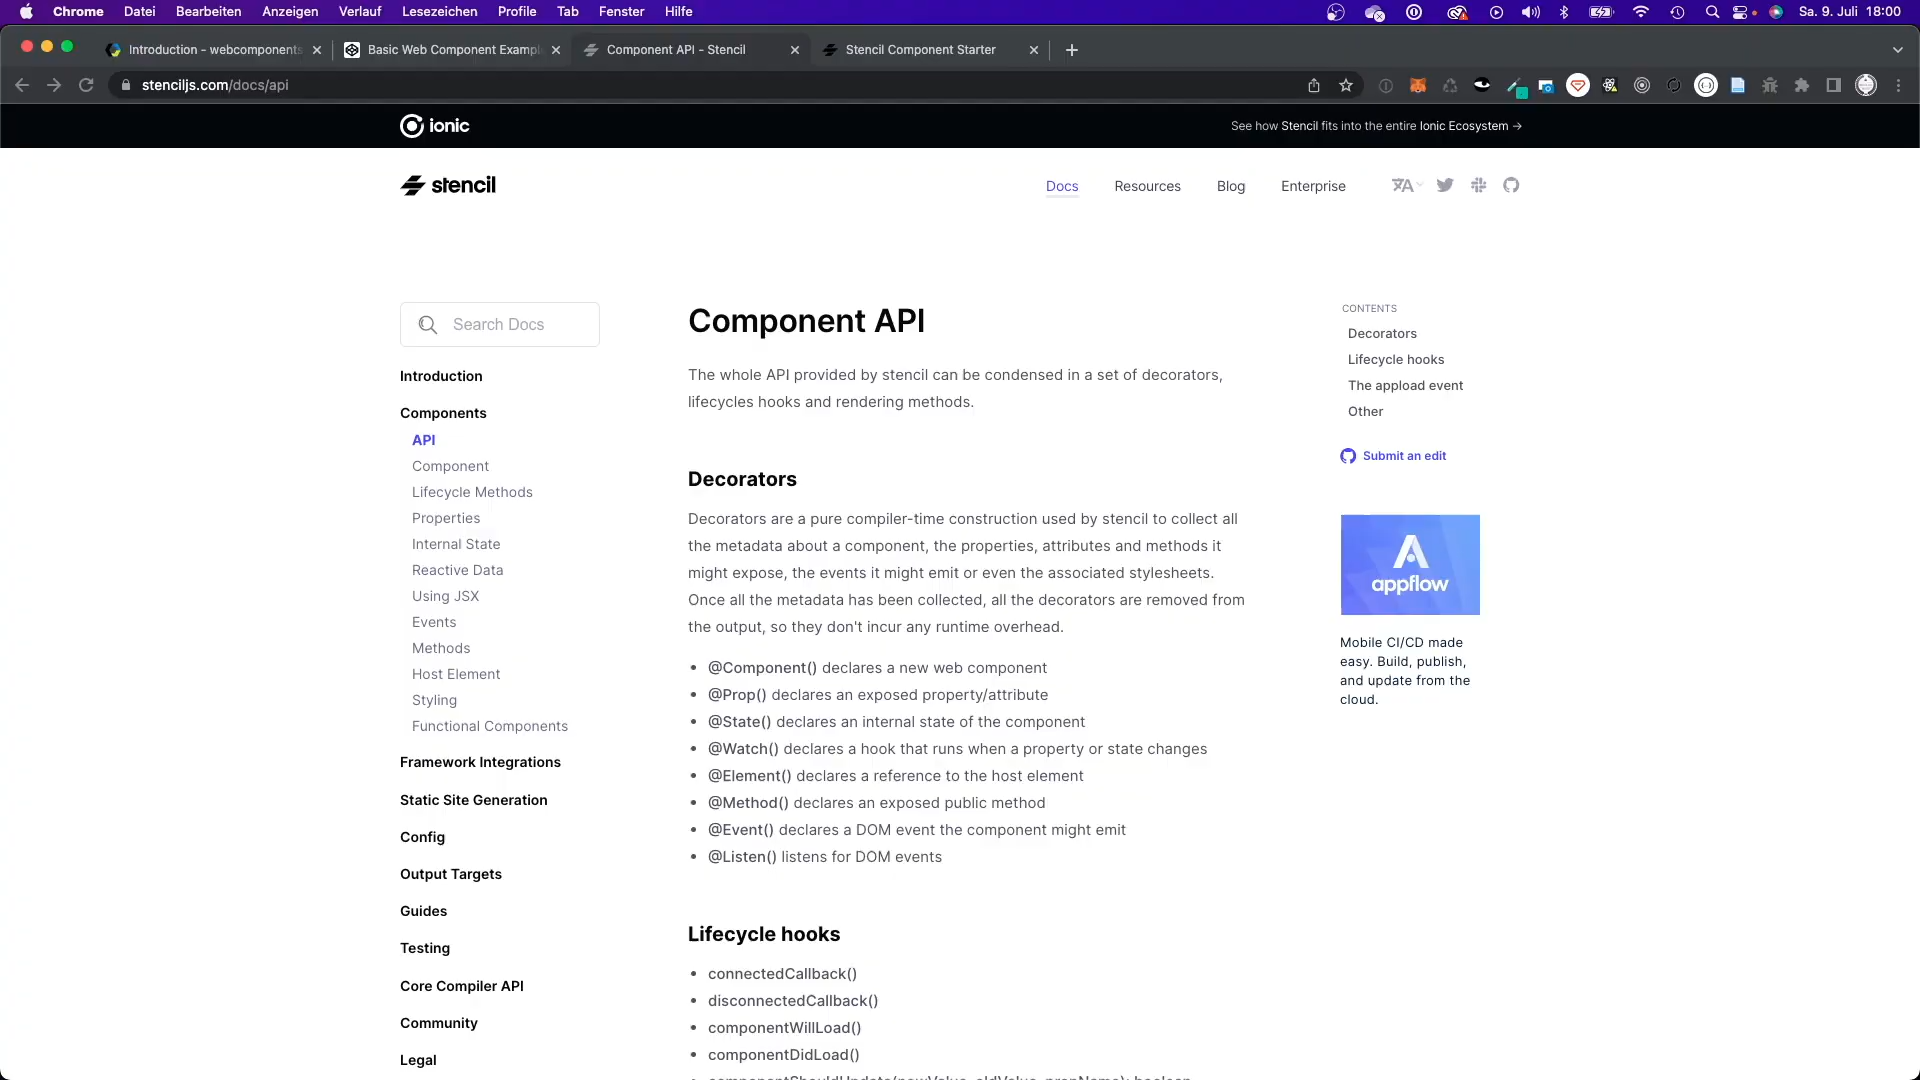 Chrome Datei Bearbeiten Anzeigen Verlauf Lesezeichen Profile Tab Fenster Hilfe Sa. 9. Juli 18:00
Introduction - webcomponents Basic Web Component Exampl Component API - Stencil Stencil Component Starter
stenciljs.com/docs/api
ionic See how Stencil fits into the entire Ionic Ecosystem →
stencil Docs Resources Blog Enterprise
Search Docs
Introduction
Components
API
Component
Lifecycle Methods
Properties
Internal State
Reactive Data
Using JSX
Events
Methods
Host Element
Styling
Functional Components
Framework Integrations
Static Site Generation
Config
Output Targets
Guides
Testing
Core Compiler API
Community
Legal
Component API
The whole API provided by stencil can be condensed in a set of decorators,
lifecycles hooks and rendering methods.
Decorators
Decorators are a pure compiler-time construction used by stencil to collect all
the metadata about a component, the properties, attributes and methods it
might expose, the events it might emit or even the associated stylesheets.
Once all the metadata has been collected, all the decorators are removed from
the output, so they don't incur any runtime overhead.
• @Component() declares a new web component
• @Prop() declares an exposed property/attribute
• @State() declares an internal state of the component
• @Watch() declares a hook that runs when a property or state changes
• @Element() declares a reference to the host element
• @Method() declares an exposed public method
• @Event() declares a DOM event the component might emit
• @Listen() listens for DOM events
Lifecycle hooks
• connectedCallback()
• disconnectedCallback()
• componentWillLoad()
• componentDidLoad()
CONTENTS
Decorators
Lifecycle hooks
The appload event
Other
Submit an edit
appflow
Mobile CI/CD made
easy. Build, publish,
and update from the
cloud.